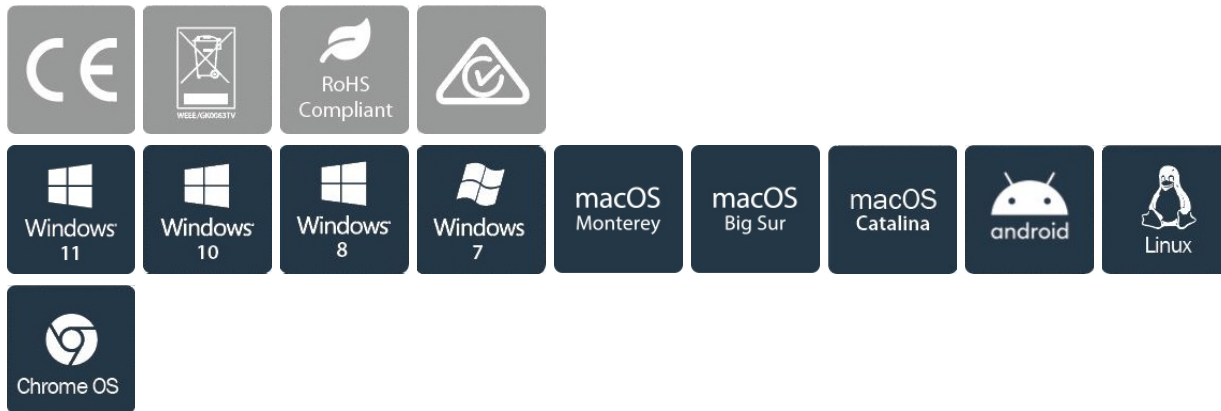 CE
WEEE/GK0083TV
RoHS
Compliant
Windows
11
Windows
10
Windows
8
Windows
7
macOS
Monterey
macOS
Big Sur
macOS
Catalina
android
Linux
Chrome OS